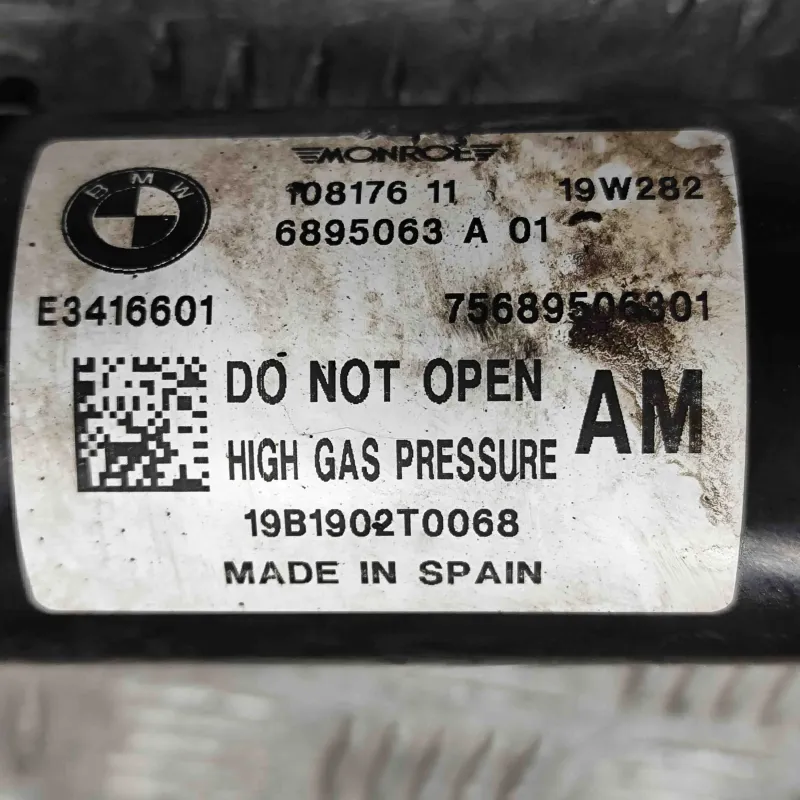 MONROE
BMW
108176 11 19W282
6895063 A 01
E3416601 75689506301
DO NOT OPEN
HIGH GAS PRESSURE
AM
19B1902T0068
MADE IN SPAIN